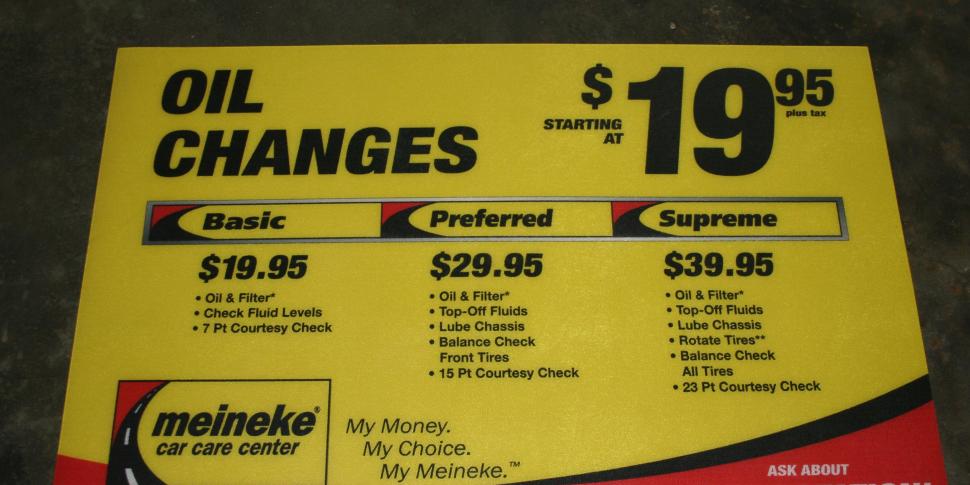 OIL
CHANGES
STARTING
AT
$19 95
plus tax
Basic
Preferred
Supreme
$19.95
• Oil & Filter*
• Check Fluid Levels
• 7 Pt Courtesy Check
$29.95
• Oil & Filter*
• Top-Off Fluids
• Lube Chassis
• Balance Check
Front Tires
• 15 Pt Courtesy Check
$39.95
• Oil & Filter*
• Top-Off Fluids
• Lube Chassis
• Rotate Tires**
• Balance Check
All Tires
• 23 Pt Courtesy Check
meineke®
car care center
My Money.
My Choice.
My Meineke.™
ASK ABOUT